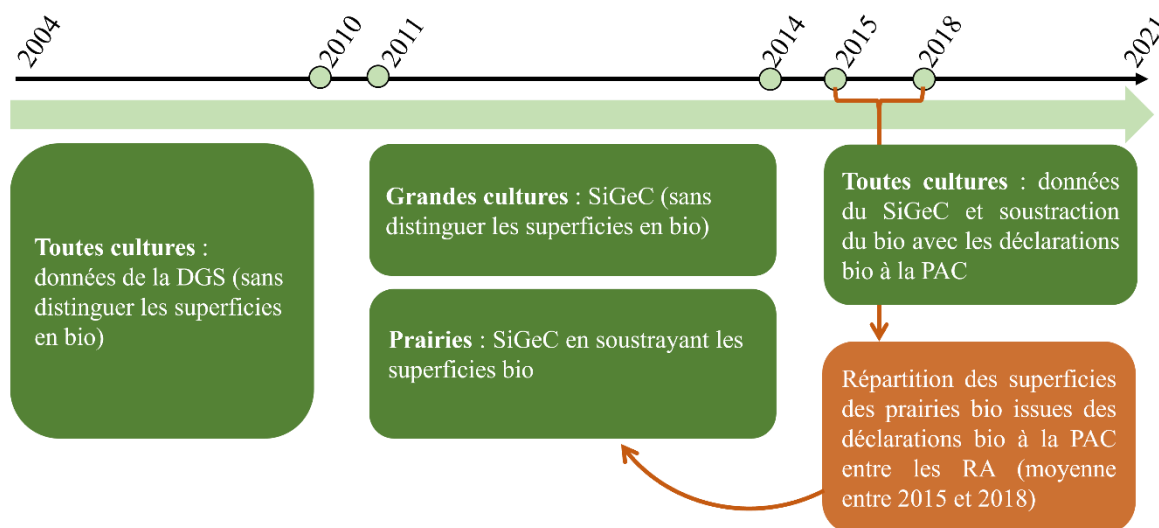 2004
2010
2011
2014
2015
2018
2021
Toutes cultures :
données de la DGS (sans
distinguer les superficies
en bio)
Grandes cultures : SiGeC (sans
distinguer les superficies en bio)
Prairies : SiGeC en soustrayant les
superficies bio
Toutes cultures : données
du SiGeC et soustraction
du bio avec les déclarations
bio à la PAC
Répartition des superficies
des prairies bio issues des
déclarations bio à la PAC
entre les RA (moyenne
entre 2015 et 2018)